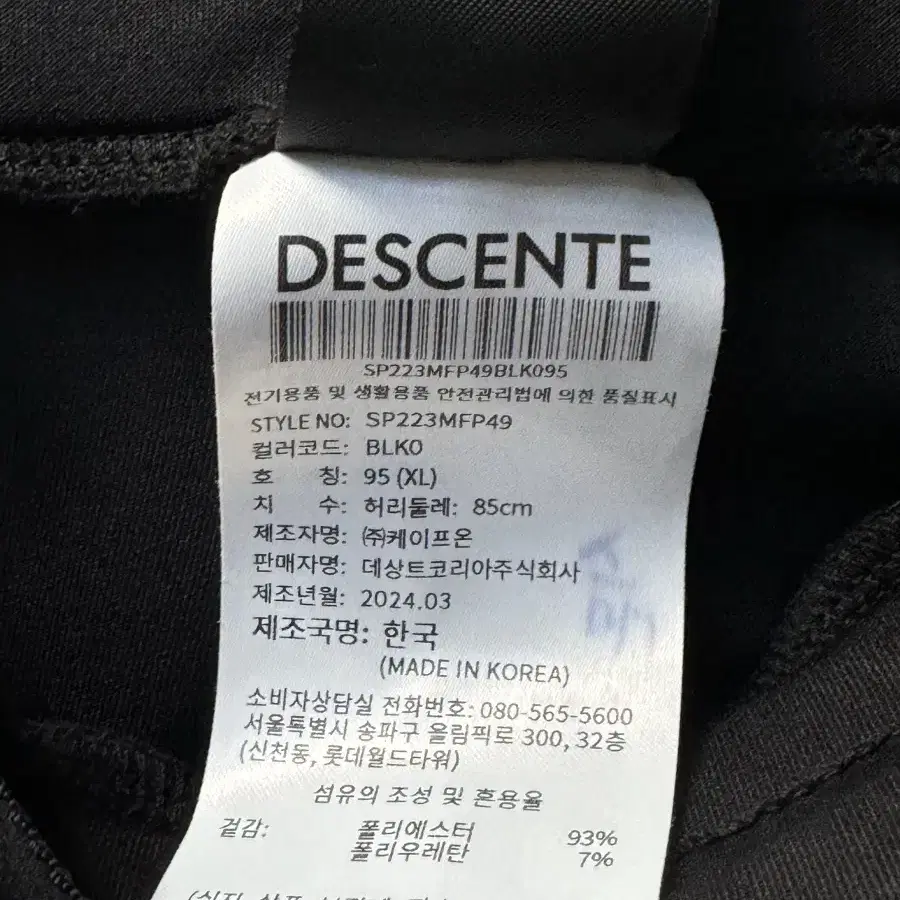 DESCENTE
SP223MFP49BLK095
전기용품 및 생활용품 안전관리법에 의한 품질표시
STYLE NO: SP223MFP49
컬러코드: BLK0
호 칭: 95 (XL)
치 수: 허리둘레: 85cm
제조자명: ㈜케이프온
판매자명: 데상트코리아주식회사
제조년월: 2024.03
제조국명: 한국
(MADE IN KOREA)
소비자상담실 전화번호: 080-565-5600
서울특별시 송파구 올림픽로 300, 32층
(신천동, 롯데월드타워)
섬유의 조성 및 혼용율
겉감: 폴리에스터 93%
폴리우레탄 7%